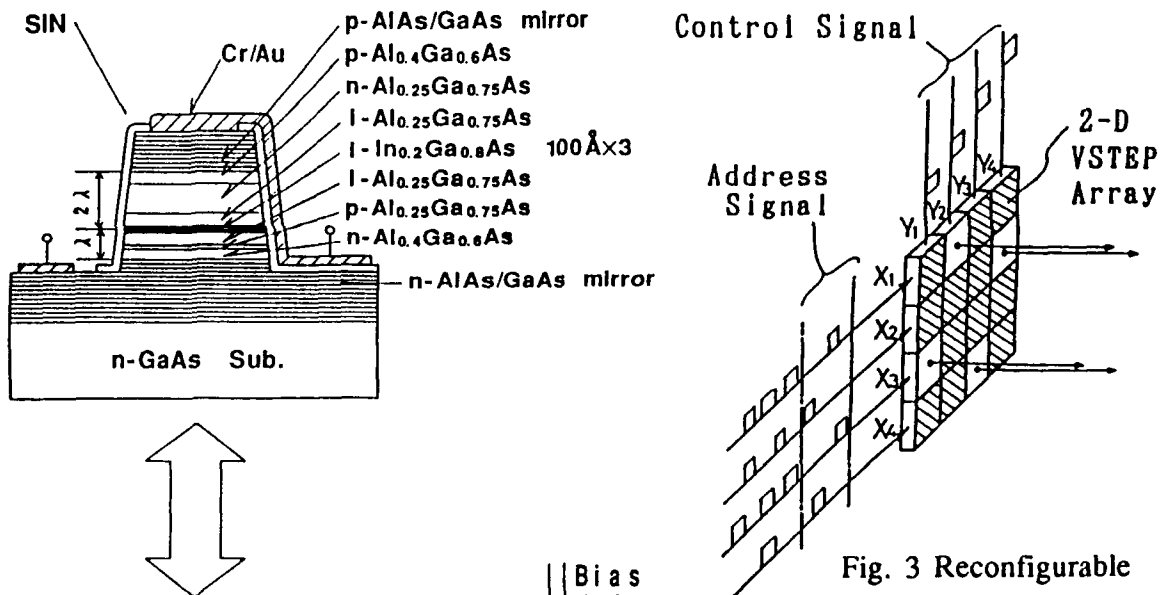 SIN
Cr/Au
p-AlAs/GaAs mirror
p-Al0.4Ga0.6As
n-Al0.25Ga0.75As
I-Al0.25Ga0.75As
I-In0.2Ga0.8As 100Å×3
I-Al0.25Ga0.75As
p-Al0.25Ga0.75As
n-Al0.4Ga0.6As
n-AlAs/GaAs mirror
2λ
λ
n-GaAs Sub.
Control Signal
2-D
VSTEP
Array
Address
Signal
Y1
Y2
Y3
Y4
X1
X2
X3
X4
Bias
Fig. 3 Reconfigurable